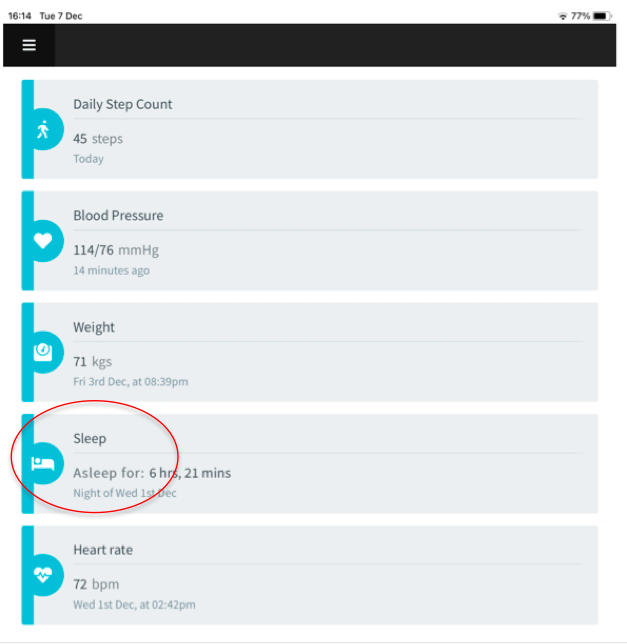 16:14 Tue 7 Dec 77%
Daily Step Count
45 steps
Today
Blood Pressure
114/76 mmHg
14 minutes ago
Weight
71 kgs
Fri 3rd Dec, at 08:39pm
Sleep
Asleep for: 6 hrs, 21 mins
Night of Wed 1st Dec
Heart rate
72 bpm
Wed 1st Dec, at 02:42pm